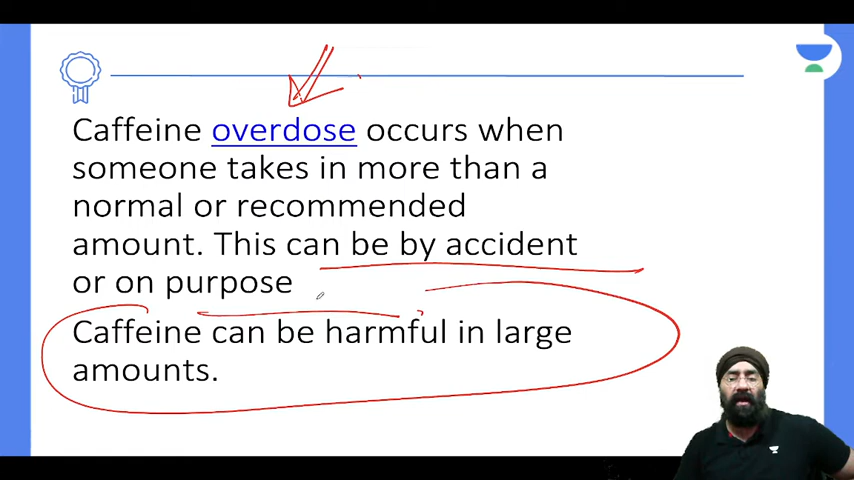 Caffeine overdose occurs when
someone takes in more than a
normal or recommended
amount. This can be by accident
or on purpose
Caffeine can be harmful in large
amounts.